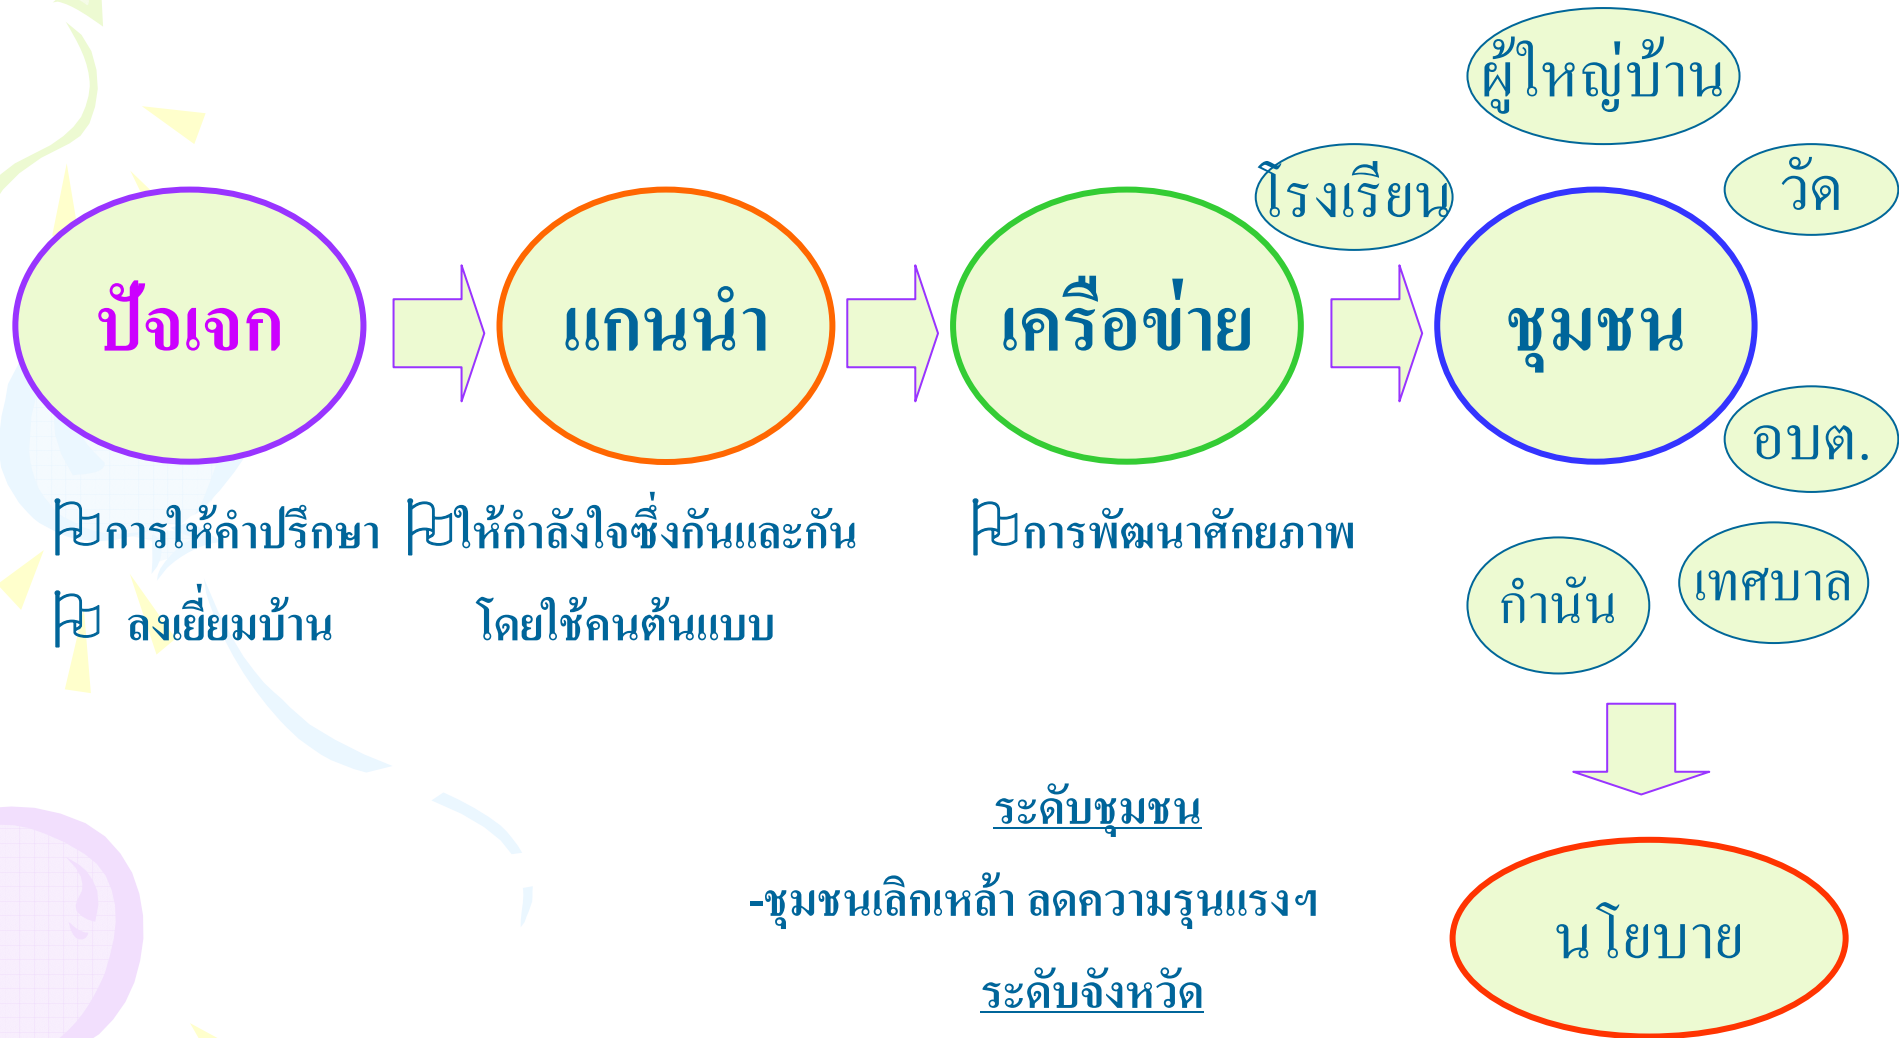 ผู้ใหญ่บ้าน
โรงเรียน
วัด
ปัจเจก
แกนนำ
เครือข่าย
ชุมชน
อบต.
การให้คำปรึกษา
ให้กำลังใจซึ่งกันและกัน
การพัฒนาศักยภาพ
ลงเยี่ยมบ้าน
โดยใช้คนต้นแบบ
กำนัน
เทศบาล
ระดับชุมชน
-ชุมชนเลิกเหล้า ลดความรุนแรงฯ
นโยบาย
ระดับจังหวัด